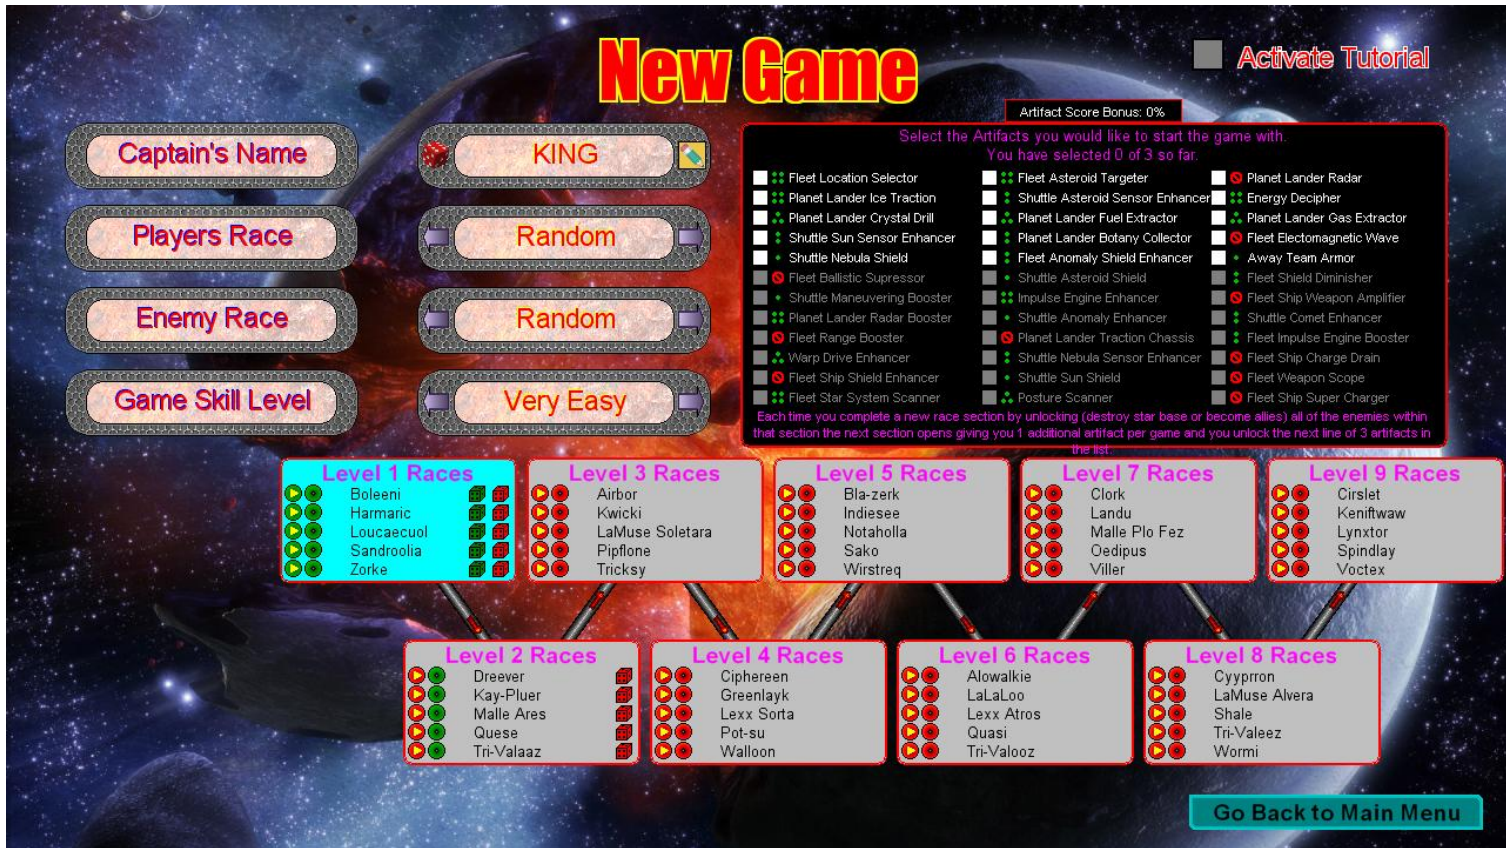 New Game
Activate Tutorial
Artifact Score Bonus: 0%
Captain's Name
KING
Players Race
Random
Enemy Race
Random
Game Skill Level
Very Easy
Select the Artifacts you would like to start the game with.
You have selected 0 of 3 so far.
Fleet Location Selector Fleet Asteroid Targeter Planet Lander Radar
Planet Lander Ice Traction Shuttle Asteroid Sensor Enhancer Energy Decipher
Planet Lander Crystal Drill Planet Lander Fuel Extractor Planet Lander Gas Extractor
Shuttle Sun Sensor Enhancer Planet Lander Botany Collector Fleet Electomagnetic Wave
Shuttle Nebula Shield Fleet Anomaly Shield Enhancer Away Team Armor
Fleet Ballistic Supressor Shuttle Asteroid Shield Fleet Shield Diminisher
Shuttle Maneuvering Booster Impulse Engine Enhancer Fleet Ship Weapon Amplifier
Planet Lander Radar Booster Shuttle Anomaly Enhancer Shuttle Comet Enhancer
Fleet Range Booster Planet Lander Traction Chassis Fleet Impulse Engine Booster
Warp Drive Enhancer Shuttle Nebula Sensor Enhancer Fleet Ship Charge Drain
Fleet Ship Shield Enhancer Shuttle Sun Shield Fleet Weapon Scope
Fleet Star System Scanner Posture Scanner Fleet Ship Super Charger
Each time you complete a new race section by unlocking (destroy star base or become allies) all of the enemies within
that section the next section opens giving you 1 additional artifact per game and you unlock the next line of 3 artifacts in
the list.
Level 1 Races
Boleeni
Harmaric
Loucaecuol
Sandroolia
Zorke
Level 3 Races
Airbor
Kwicki
LaMuse Soletara
Pipflone
Tricksy
Level 5 Races
Bla-zerk
Indiesee
Notaholla
Sako
Wirstreq
Level 7 Races
Clork
Landu
Malle Plo Fez
Oedipus
Viller
Level 9 Races
Cirslet
Keniftwaw
Lynxtor
Spindlay
Voctex
Level 2 Races
Dreever
Kay-Pluer
Malle Ares
Quese
Tri-Valaaz
Level 4 Races
Ciphereen
Greenlayk
Lexx Sorta
Pot-su
Walloon
Level 6 Races
Alowalkie
LaLaLoo
Lexx Atros
Quasi
Tri-Valooz
Level 8 Races
Cyyprron
LaMuse Alvera
Shale
Tri-Valeez
Wormi
Go Back to Main Menu